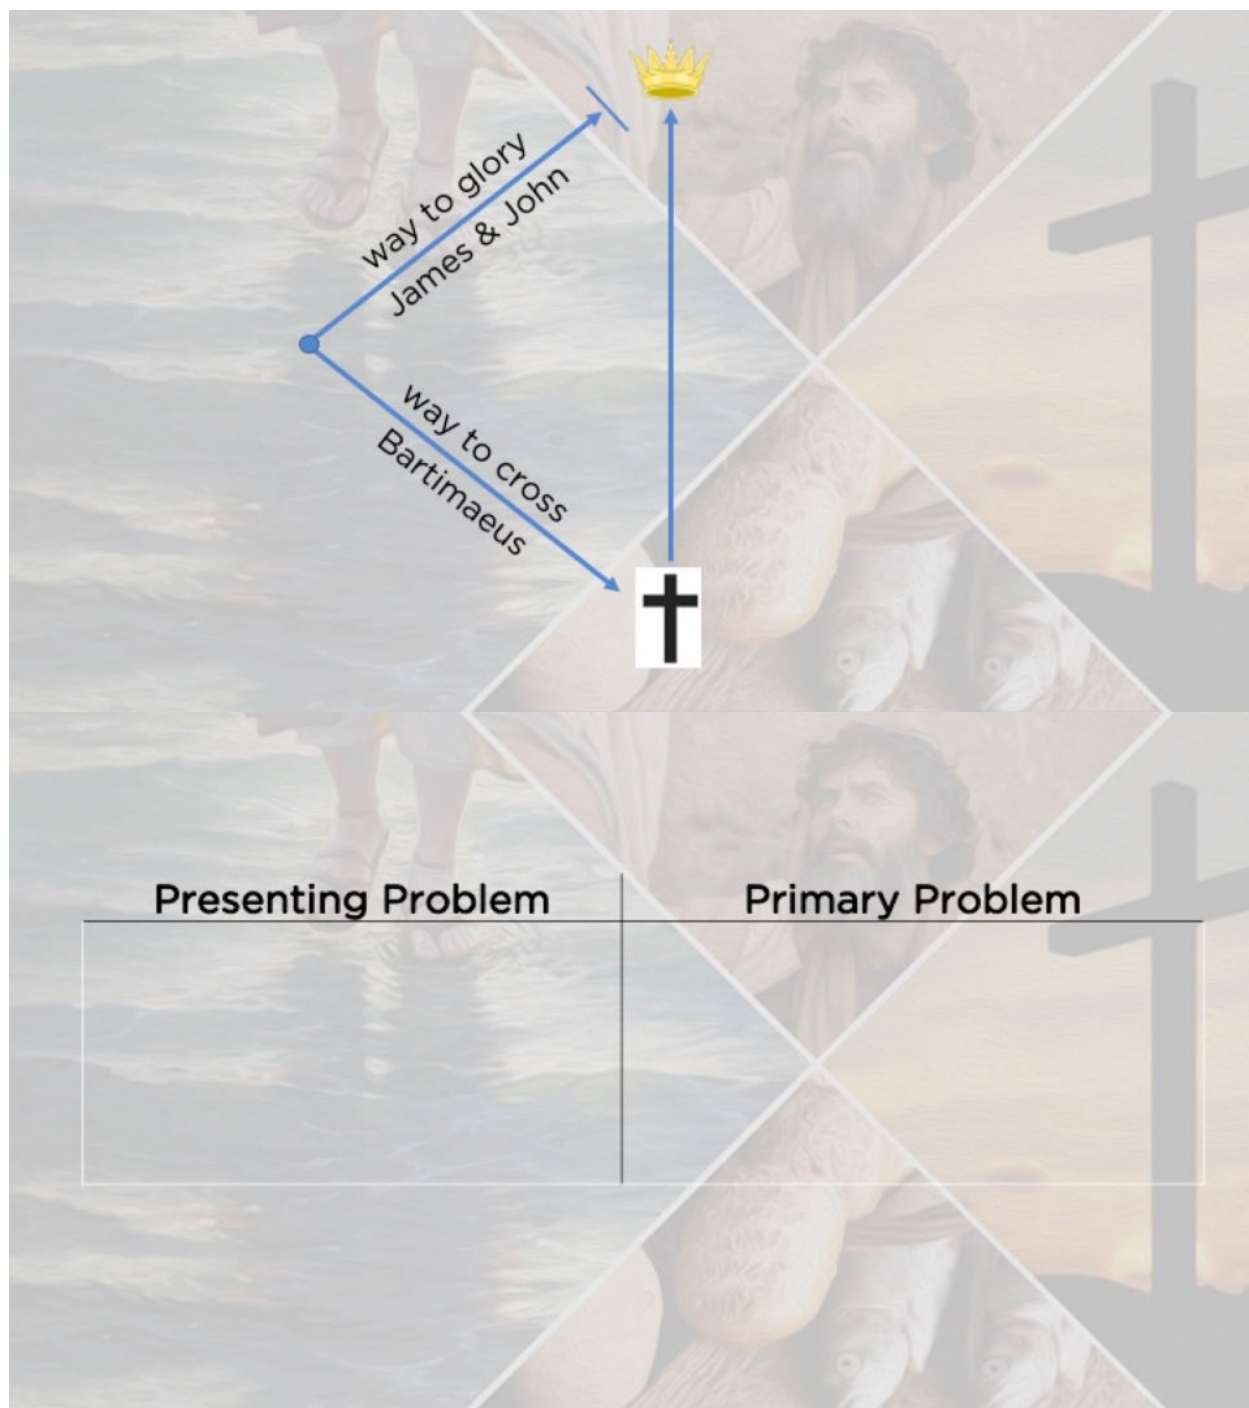 way to glory
James & John
way to cross
Bartimaeus
Presenting Problem
Primary Problem